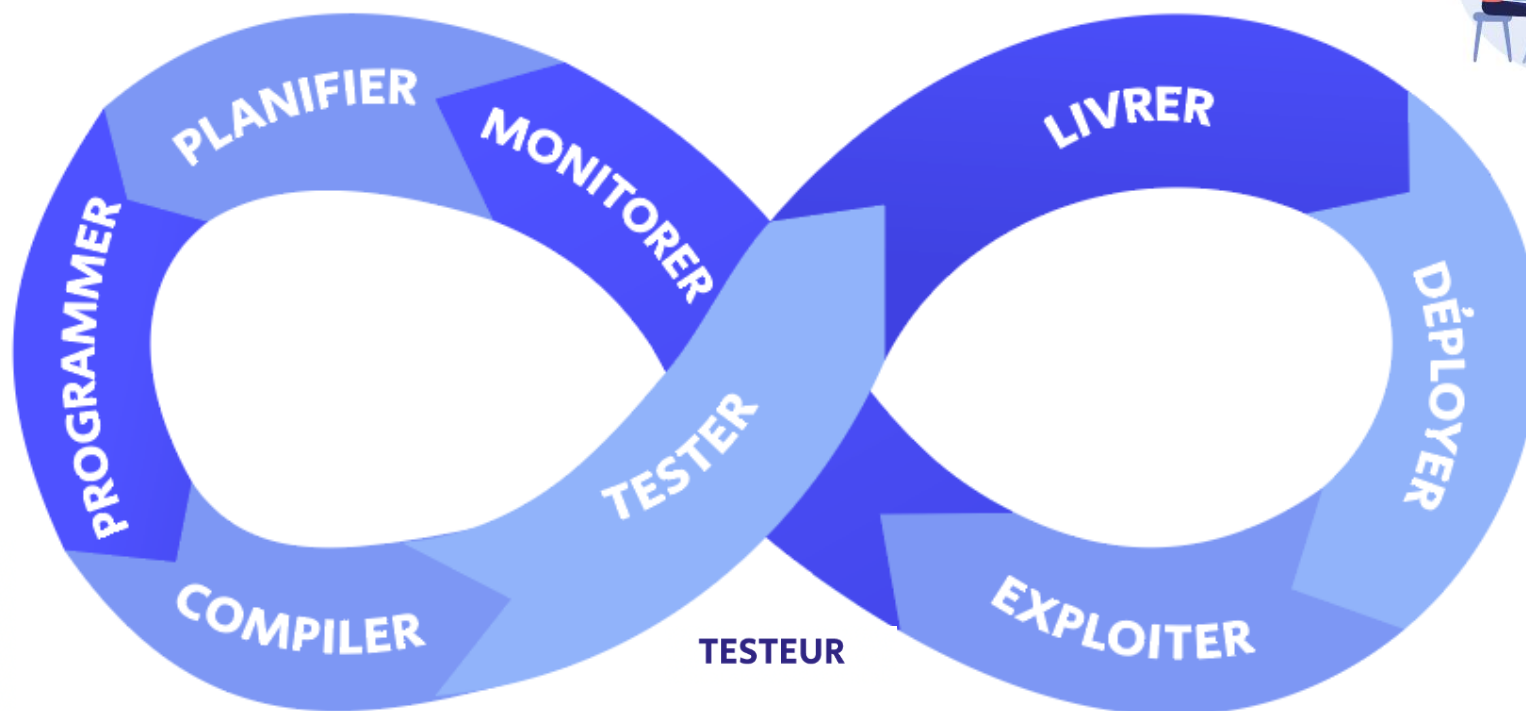 PLANIFIER
MONITORER
LIVRER
PROGRAMMER
DÉPLOYER
TESTER
COMPILER
EXPLOITER
TESTEUR